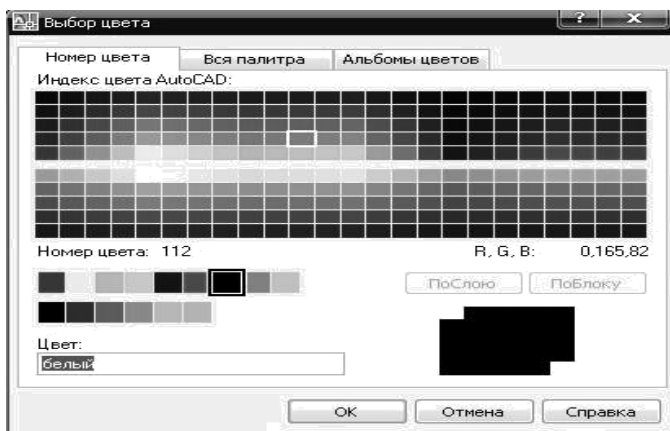 Выбор цвета
Номер цвета Вся палитра Альбомы цветов
Индекс цвета AutoCAD:
Номер цвета: 112 R, G, B: 0,165,82
ПоСлою ПоБлоку
Цвет:
белый
ОК Отмена Справка